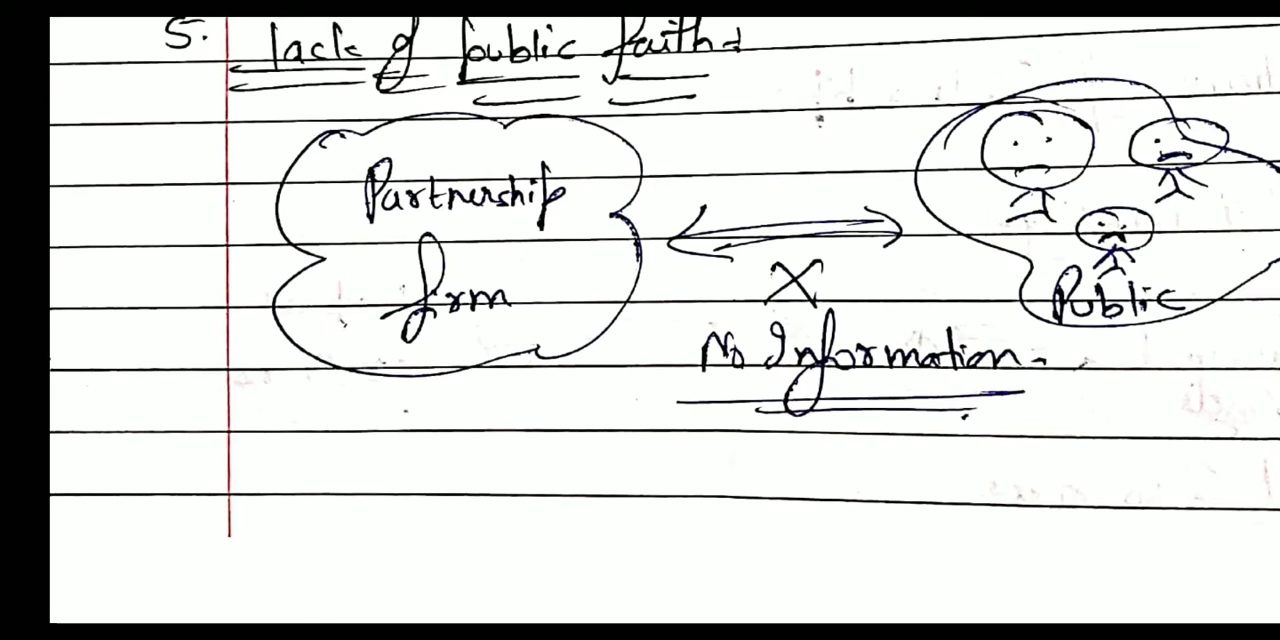 5. lack of public faith:
Partnership
firm
X
No Information.
Public